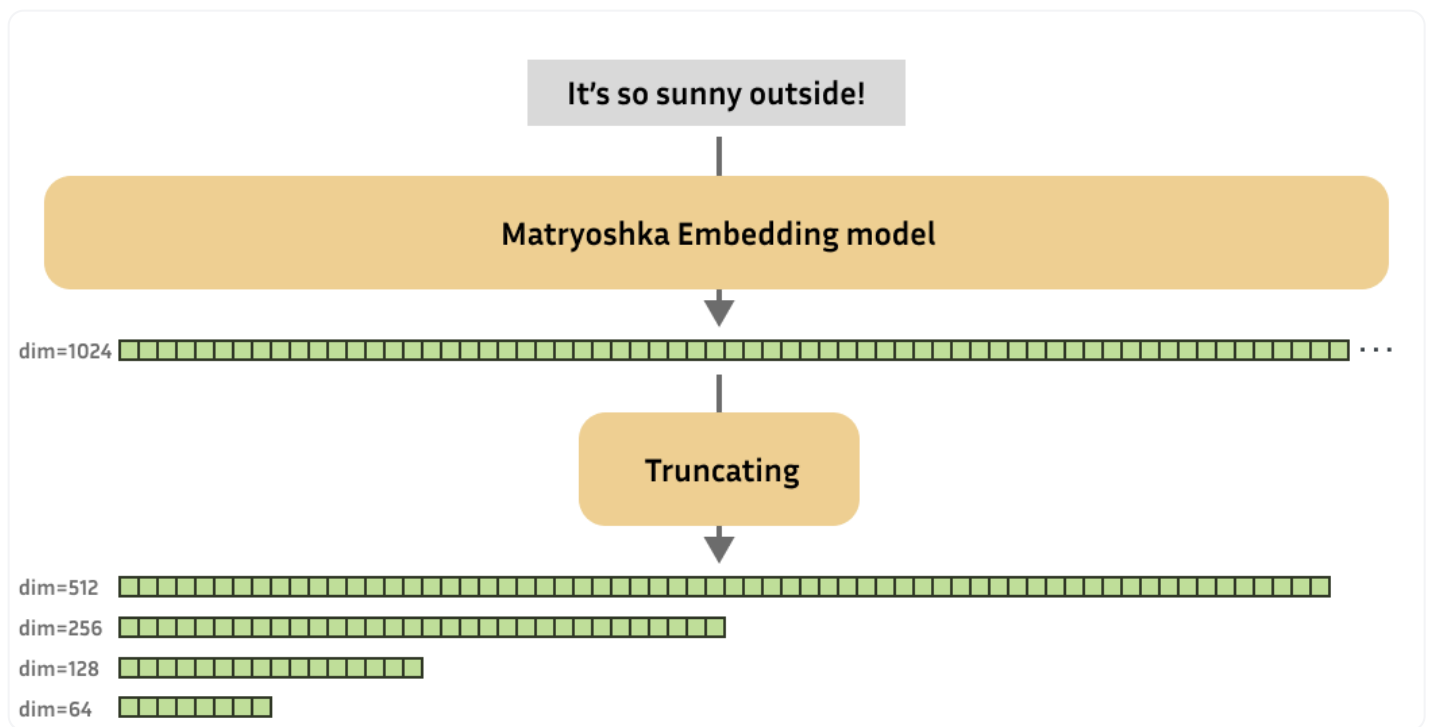 It's so sunny outside!
Matryoshka Embedding model
dim=1024 ...
Truncating
dim=512
dim=256
dim=128
dim=64